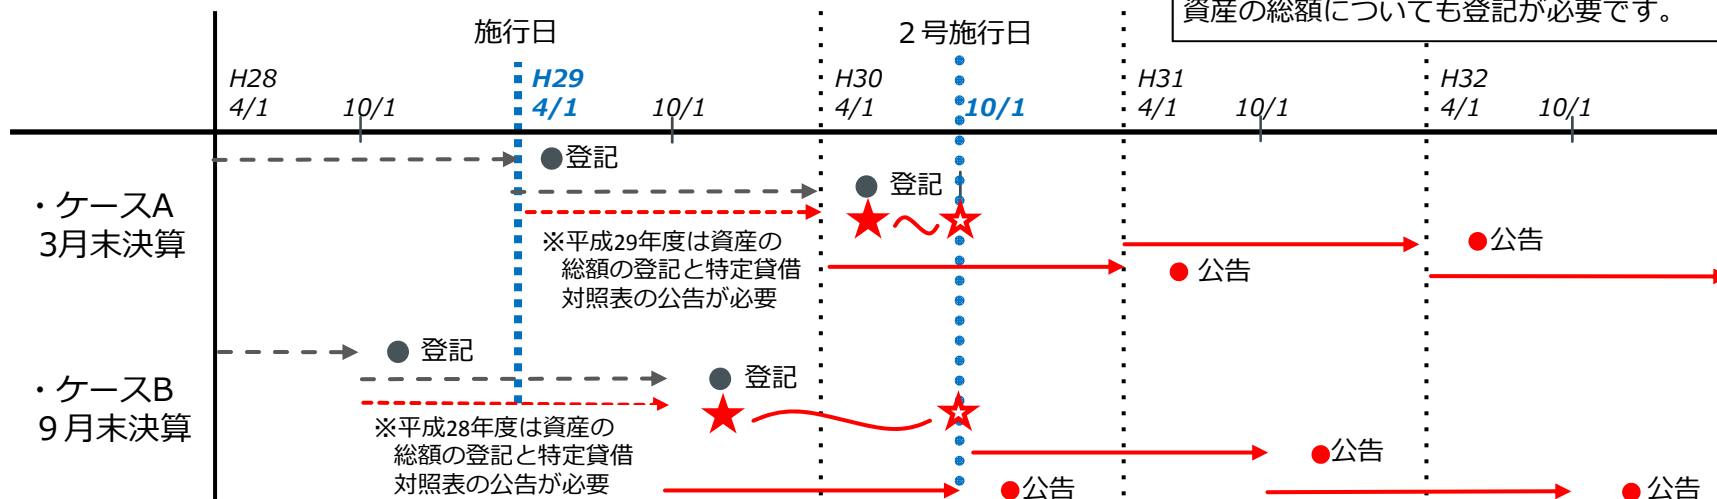 資産の総額についても登記が必要です。
施行日
２号施行日
H28
4/1
10/1
H29
4/1
10/1
H30
4/1
10/1
H31
4/1
10/1
H32
4/1
10/1
・ケースA
3月末決算
登記
登記
※平成29年度は資産の
総額の登記と特定貸借
対照表の公告が必要
公告
公告
・ケースB
９月末決算
登記
登記
※平成28年度は資産の
総額の登記と特定貸借
対照表の公告が必要
公告
公告
公告